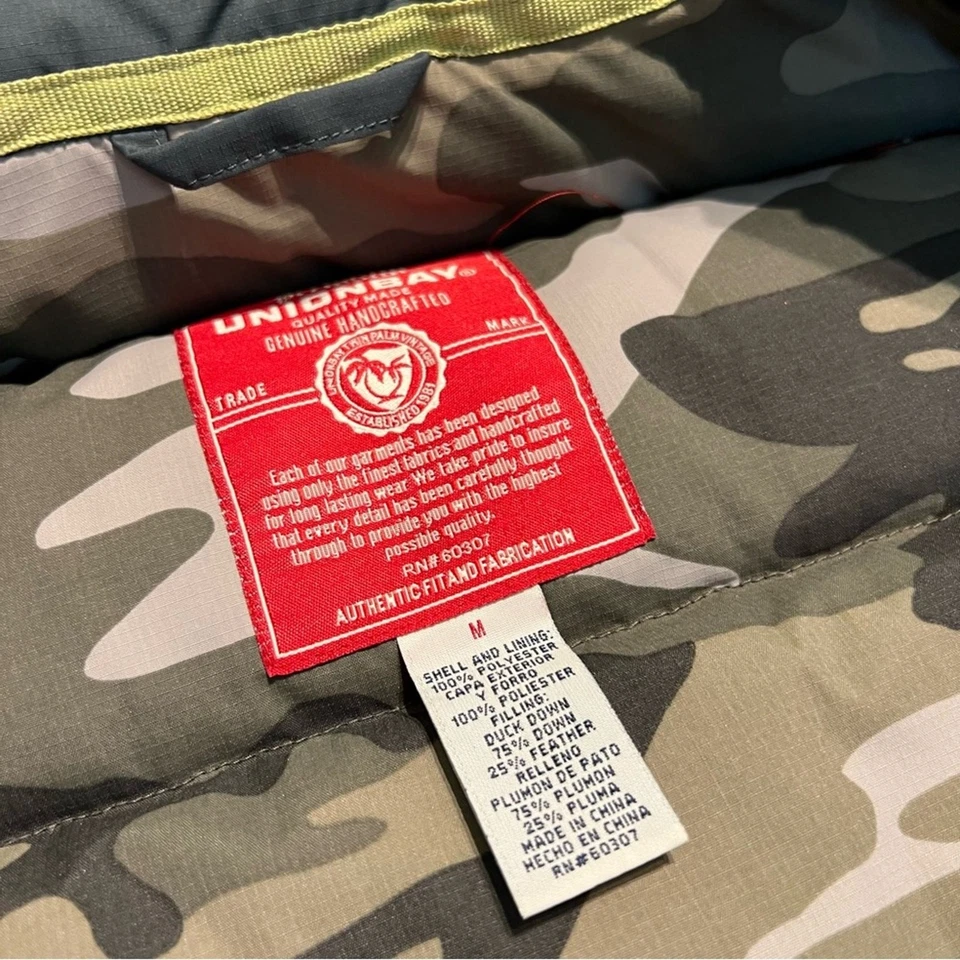 UNIONBAY®
QUALITY MADE
GENUINE HANDCRAFTED
TRADE
MARK
UNIONBAY TWIN PALM VINTAGE
ESTABLISHED 1981
Each of our garments has been designed
using only the finest fabrics and handcrafted
for long lasting wear We take pride to insure
that every detail has been carefully thought
through to provide you with the highest
possible quality.
RN#60307
AUTHENTIC FIT AND FABRICATION
M
SHELL AND LINING:
100% POLYESTER
CAPA EXTERIOR
Y FORRO
100% POLIESTER
FILLING:
DUCK DOWN
75% DOWN
25% FEATHER
RELLENO
PLUMON DE PATO
75% PLUMON
25% PLUMA
MADE IN CHINA
HECHO EN CHINA
RN#60307